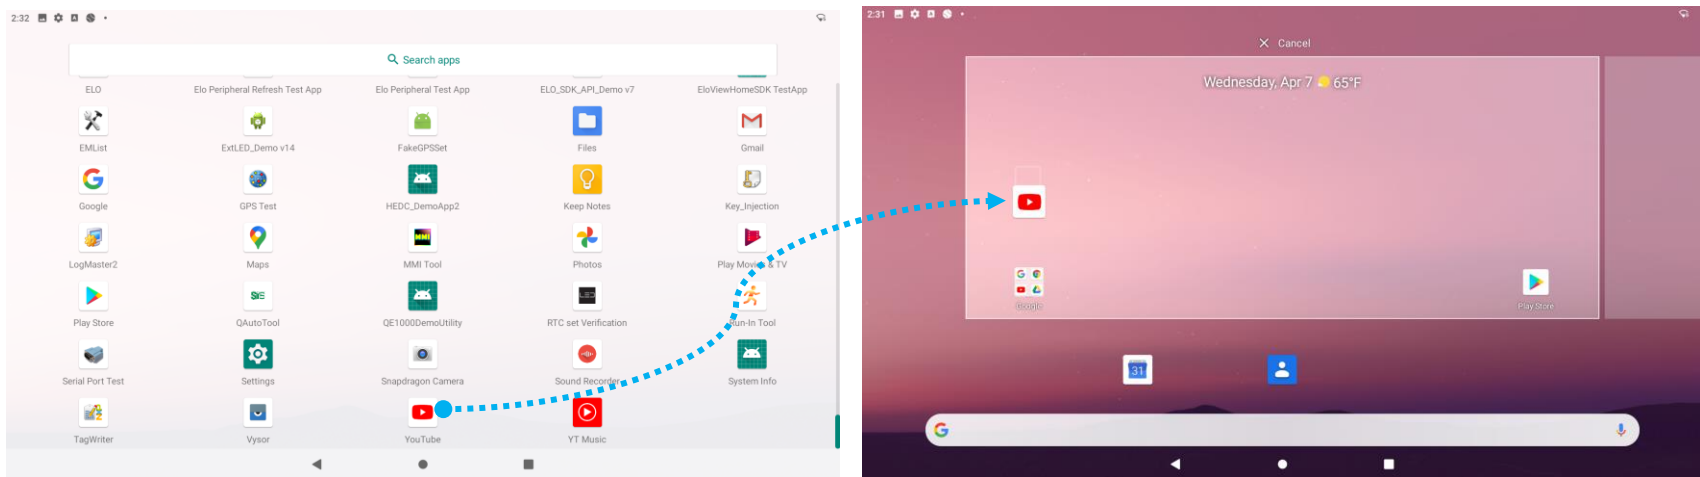 2:32
Search apps
ELO Elo Peripheral Refresh Test App Elo Peripheral Test App ELO_SDK_API_Demo v7 EloViewHomeSDK TestApp
EMList ExtLED_Demo v14 FakeGPSSet Files Gmail
Google GPS Test HEDC_DemoApp2 Keep Notes Key_Injection
MMI
LogMaster2 Maps MMI Tool Photos Play Movies & TV
Play Store QAutoTool QE1000DemoUtility RTC set Verification Run-In Tool
Serial Port Test Settings Snapdragon Camera Sound Recorder System Info
TagWriter Vysor YouTube YT Music
2:31
Cancel
Wednesday, Apr 7 65°F
Google Play Store
31